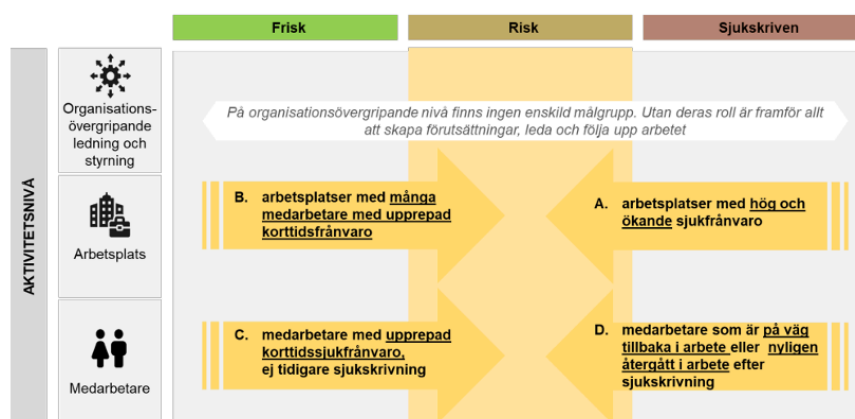 Frisk
Risk
Sjukskriven
AKTIVITETSNIVÅ
Organisations-
övergripande
ledning och
styrning
På organisationsövergripande nivå finns ingen enskild målgrupp. Utan deras roll är framför allt
att skapa förutsättningar, leda och följa upp arbetet
Arbetsplats
B. arbetsplatser med många
medarbetare med upprepad
korttidsfrånvaro
A. arbetsplatser med hög och
ökande sjukfrånvaro
Medarbetare
C. medarbetare med upprepad
korttidssjukfrånvaro,
ej tidigare sjukskrivning
D. medarbetare som är på väg
tillbaka i arbete eller nyligen
återgått i arbete efter
sjukskrivning